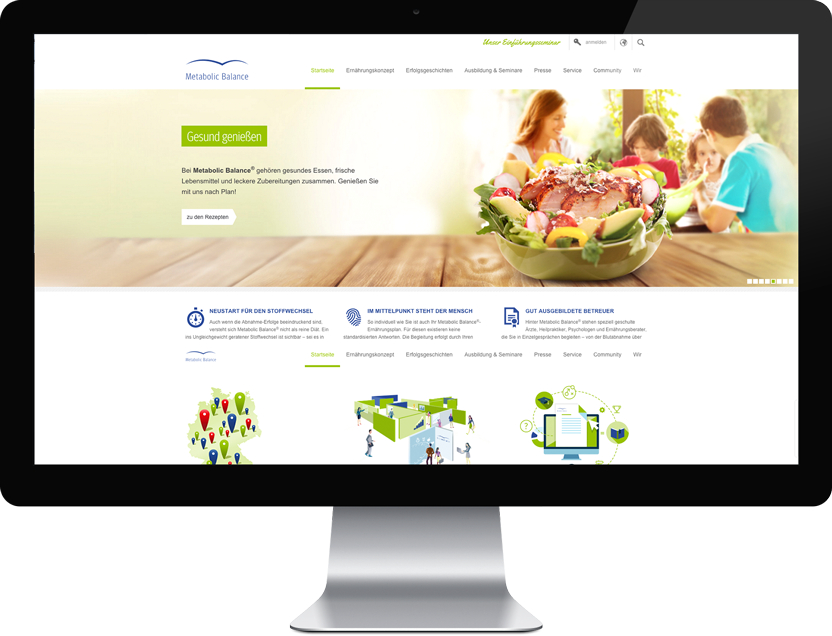 Unser Einführungsseminar
anmelden
Metabolic Balance
Startseite Ernährungskonzept Erfolgsgeschichten Ausbildung & Seminare Presse Service Community Wir
Gesund genießen
Bei Metabolic Balance® gehören gesundes Essen, frische
Lebensmittel und leckere Zubereitungen zusammen. Genießen Sie
mit uns nach Plan!
zu den Rezepten
NEUSTART FÜR DEN STOFFWECHSEL
Auch wenn die Abnahme-Erfolge beeindruckend sind,
versteht sich Metabolic Balance® nicht als reine Diät. Ein
ins Ungleichgewicht geratener Stoffwechsel ist sichtbar – sei es in
IM MITTELPUNKT STEHT DER MENSCH
So individuell wie Sie ist auch Ihr Metabolic Balance®-
Ernährungsplan. Für diesen existieren keine
standardisierten Antworten. Die Begleitung erfolgt durch Ihren
GUT AUSGEBILDETE BETREUER
Hinter Metabolic Balance® stehen speziell geschulte
Ärzte, Heilpraktiker, Psychologen und Ernährungsberater,
die Sie in Einzelgesprächen begleiten – von der Blutabnahme über
Metabolic Balance
Startseite Ernährungskonzept Erfolgsgeschichten Ausbildung & Seminare Presse Service Community Wir
?